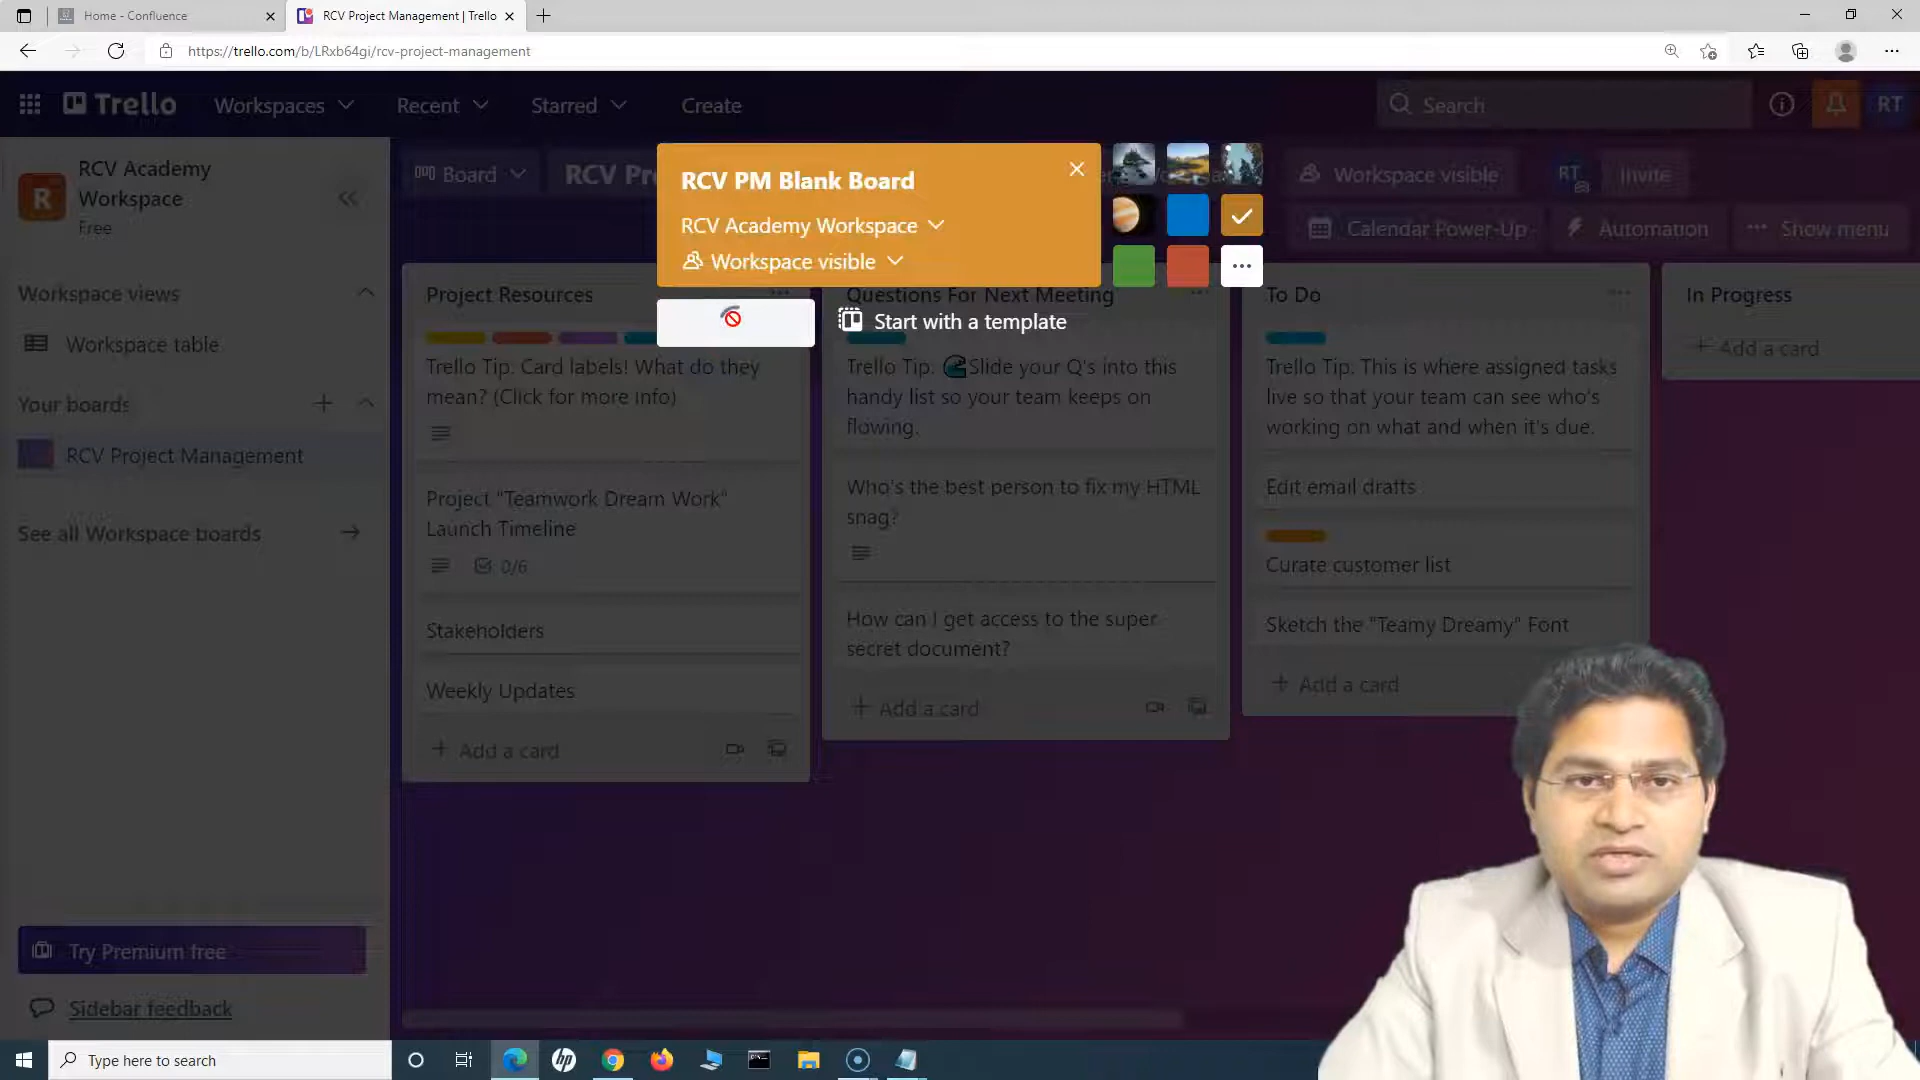 Home - Confluence
RCV Project Management | Trello
https://trello.com/b/LRxb64gi/rcv-project-management
Trello
Workspaces
Recent
Starred
Create
Search
RT
R
RCV Academy
Workspace
Free
Workspace views
Workspace table
Your boards
RCV Project Management
See all Workspace boards
Try Premium free
Sidebar feedback
Board
RCV Pr
Workspace visible
RT
Invite
Calendar Power-Up
Automation
Show menu
RCV PM Blank Board
RCV Academy Workspace
Workspace visible
Start with a template
Project Resources
Trello Tip: Card labels! What do they
mean? (Click for more info)
Project "Teamwork Dream Work"
Launch Timeline
0/6
Stakeholders
Weekly Updates
Add a card
Questions For Next Meeting
Trello Tip: Slide your Q's into this
handy list so your team keeps on
flowing.
Who's the best person to fix my HTML
snag?
How can I get access to the super
secret document?
Add a card
To Do
Trello Tip: This is where assigned tasks
live so that your team can see who's
working on what and when it's due.
Edit email drafts
Curate customer list
Sketch the "Teamy Dreamy" Font
Add a card
In Progress
Add a card
Type here to search
hp